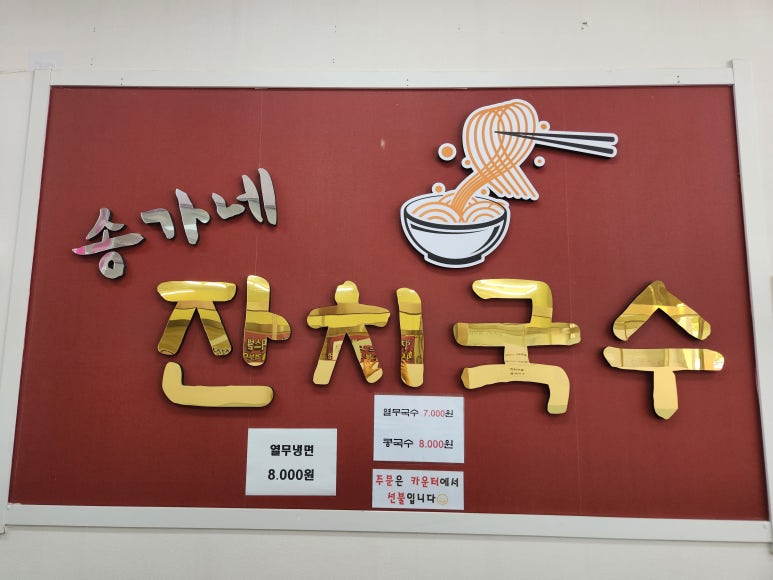 송가네
잔치국수
열무냉면
8.000원
열무국수 7.000원
콩국수 8.000원
주문은 카운터에서
선불입니다